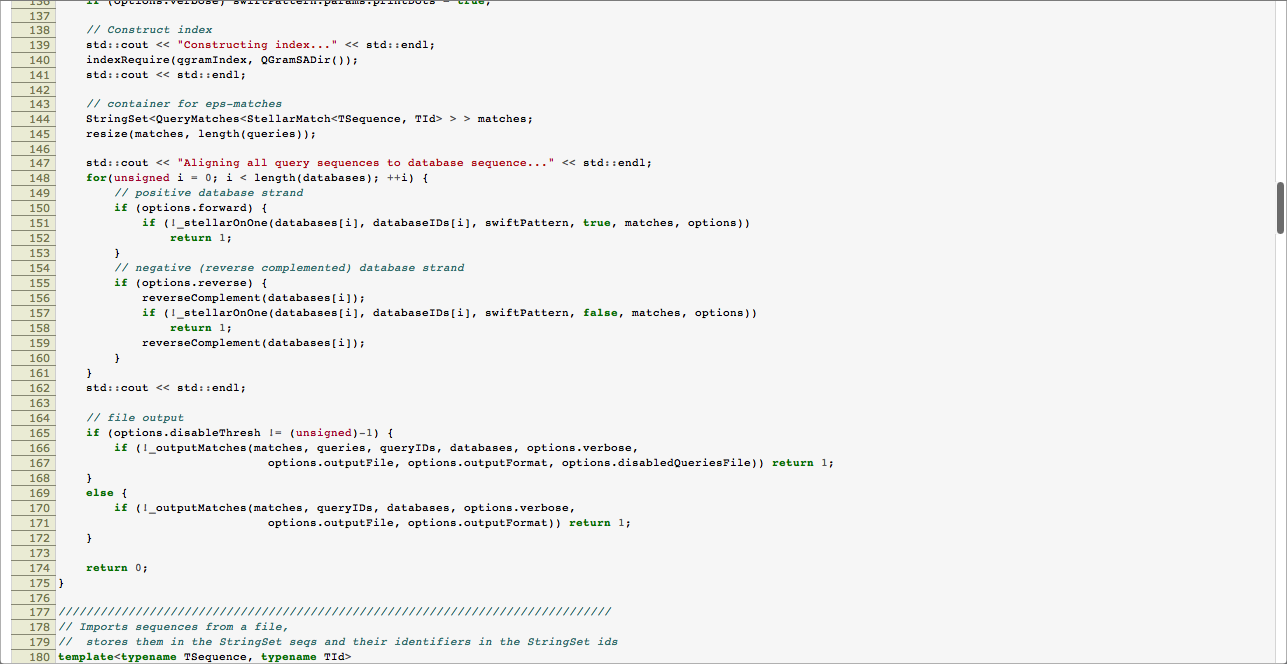 136     if (options.verbose) swiftPattern.params.printDots = true;
137
138     // Construct index
139     std::cout << "Constructing index..." << std::endl;
140     indexRequire(qgramIndex, QGramSADir());
141     std::cout << std::endl;
142
143     // container for eps-matches
144     StringSet<QueryMatches<StellarMatch<TSequence, TId> > > matches;
145     resize(matches, length(queries));
146
147     std::cout << "Aligning all query sequences to database sequence..." << std::endl;
148     for(unsigned i = 0; i < length(databases); ++i) {
149         // positive database strand
150         if (options.forward) {
151             if (!_stellarOnOne(databases[i], databaseIDs[i], swiftPattern, true, matches, options))
152                 return 1;
153         }
154         // negative (reverse complemented) database strand
155         if (options.reverse) {
156             reverseComplement(databases[i]);
157             if (!_stellarOnOne(databases[i], databaseIDs[i], swiftPattern, false, matches, options))
158                 return 1;
159             reverseComplement(databases[i]);
160         }
161     }
162     std::cout << std::endl;
163
164     // file output
165     if (options.disableThresh != (unsigned)-1) {
166         if (!_outputMatches(matches, queries, queryIDs, databases, options.verbose,
167                               options.outputFile, options.outputFormat, options.disabledQueriesFile)) return 1;
168     }
169     else {
170         if (!_outputMatches(matches, queryIDs, databases, options.verbose,
171                               options.outputFile, options.outputFormat)) return 1;
172     }
173
174     return 0;
175 }
176
177 ///////////////////////////////////////////////////////////////////////////////
178 // Imports sequences from a file,
179 //  stores them in the StringSet seqs and their identifiers in the StringSet ids
180 template<typename TSequence, typename TId>